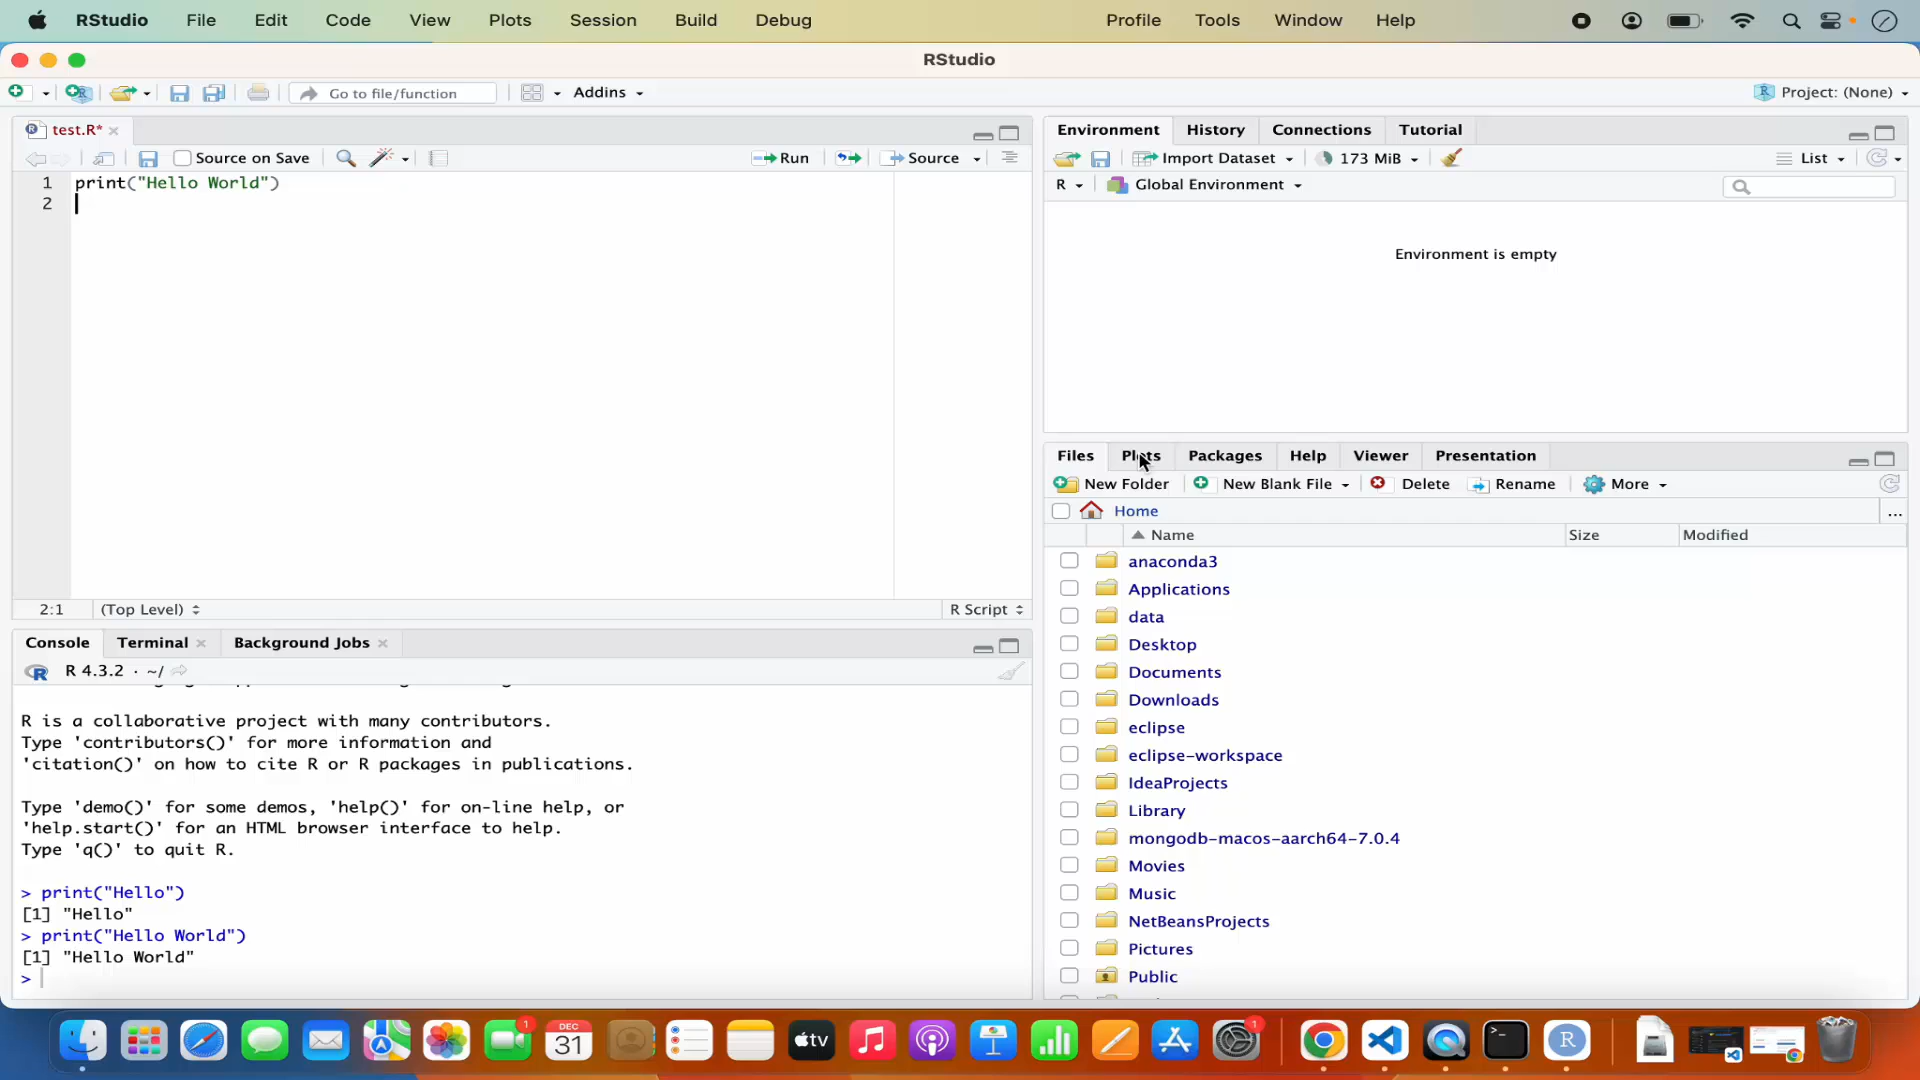 RStudio File Edit Code View Plots Session Build Debug Profile Tools Window Help
RStudio
Go to file/function Addins Project: (None)
test.R*
Source on Save Run Source
1 print("Hello World")
2
2:1 (Top Level) R Script
Console Terminal Background Jobs
R 4.3.2 · ~/
R is a collaborative project with many contributors.
Type 'contributors()' for more information and
'citation()' on how to cite R or R packages in publications.
Type 'demo()' for some demos, 'help()' for on-line help, or
'help.start()' for an HTML browser interface to help.
Type 'q()' to quit R.
> print("Hello")
[1] "Hello"
> print("Hello World")
[1] "Hello World"
>
Environment History Connections Tutorial
Import Dataset 173 MiB List
R Global Environment
Environment is empty
Files Plots Packages Help Viewer Presentation
New Folder New Blank File Delete Rename More
Home ...
Name Size Modified
anaconda3
Applications
data
Desktop
Documents
Downloads
eclipse
eclipse-workspace
IdeaProjects
Library
mongodb-macos-aarch64-7.0.4
Movies
Music
NetBeansProjects
Pictures
Public
1 DEC 31 tv 1 >_ R